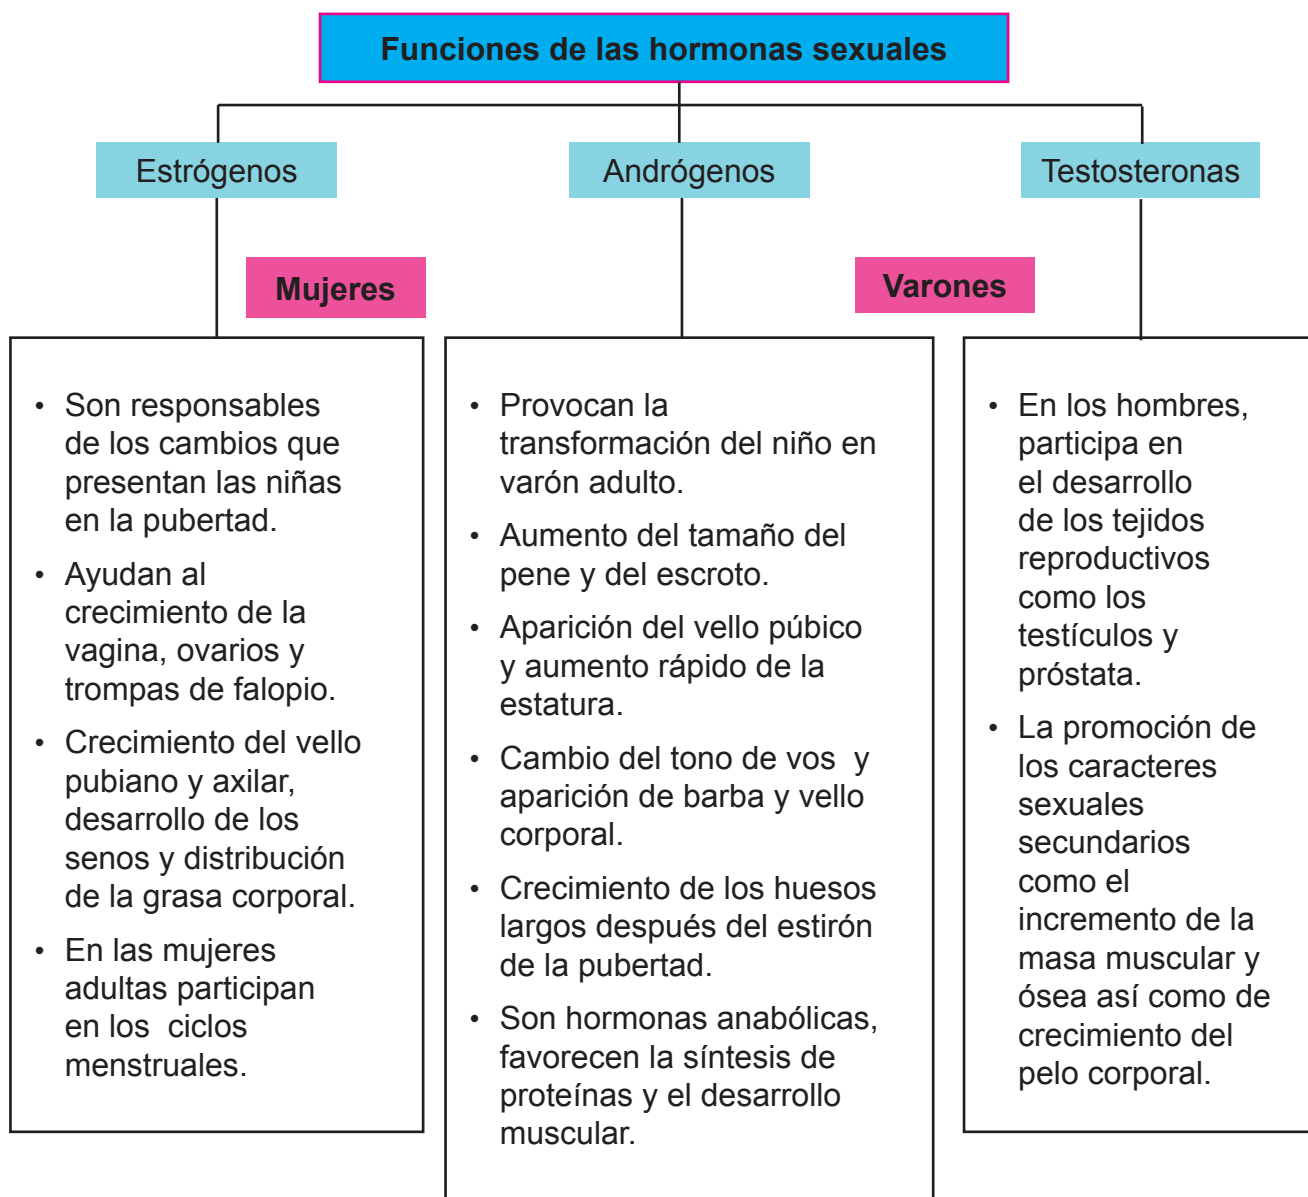 Funciones de las hormonas sexuales
Estrógenos
Andrógenos
Testosteronas
Mujeres
Varones
• Son responsables
de los cambios que
presentan las niñas
en la pubertad.
• Ayudan al
crecimiento de la
vagina, ovarios y
trompas de falopio.
• Crecimiento del vello
pubiano y axilar,
desarrollo de los
senos y distribución
de la grasa corporal.
• En las mujeres
adultas participan
en los ciclos
menstruales.
• Provocan la
transformación del niño en
varón adulto.
• Aumento del tamaño del
pene y del escroto.
• Aparición del vello púbico
y aumento rápido de la
estatura.
• Cambio del tono de vos y
aparición de barba y vello
corporal.
• Crecimiento de los huesos
largos después del estirón
de la pubertad.
• Son hormonas anabólicas,
favorecen la síntesis de
proteínas y el desarrollo
muscular.
• En los hombres,
participa en
el desarrollo
de los tejidos
reproductivos
como los
testículos y
próstata.
• La promoción de
los caracteres
sexuales
secundarios
como el
incremento de la
masa muscular y
ósea así como de
crecimiento del
pelo corporal.